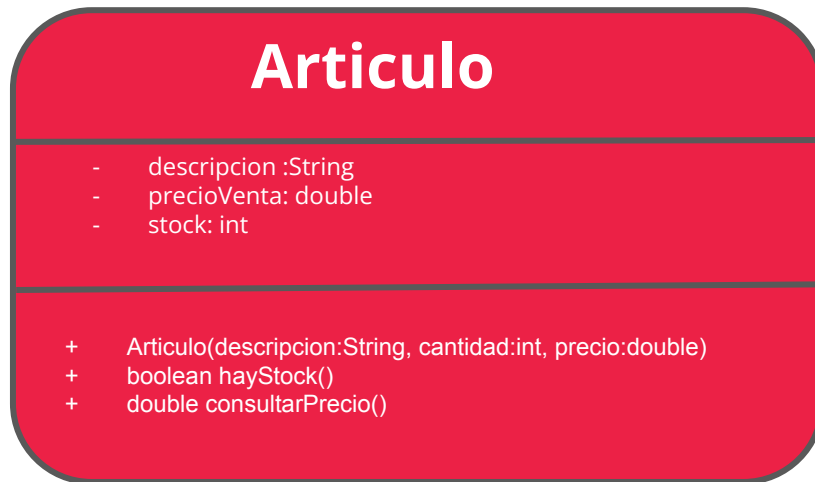 Articulo
- descripcion :String
- precioVenta: double
- stock: int
+ Articulo(descripcion:String, cantidad:int, precio:double)
+ boolean hayStock()
+ double consultarPrecio()